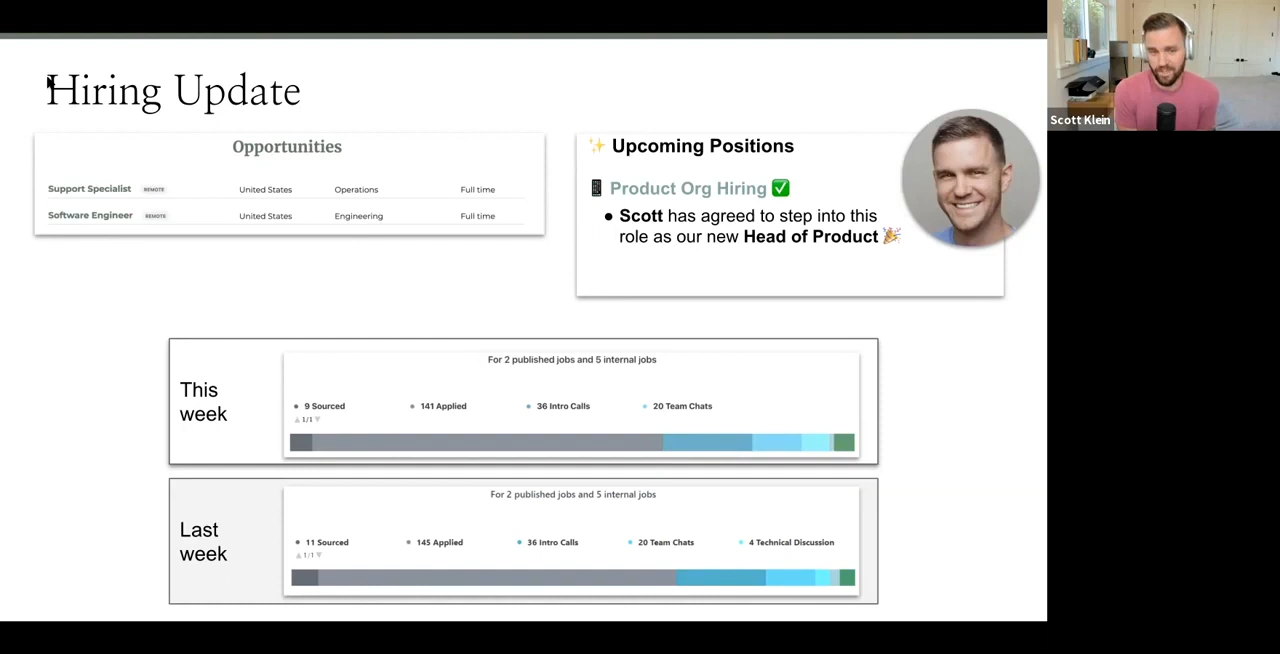 Hiring Update
Opportunities
Support Specialist REMOTE United States Operations Full time
Software Engineer REMOTE United States Engineering Full time
✨ Upcoming Positions
📱 Product Org Hiring ✅
● Scott has agreed to step into this
role as our new Head of Product 🎉
Scott Klein
This
week
For 2 published jobs and 5 internal jobs
9 Sourced 141 Applied 36 Intro Calls 20 Team Chats
1/1
Last
week
For 2 published jobs and 5 internal jobs
11 Sourced 145 Applied 36 Intro Calls 20 Team Chats 4 Technical Discussion
1/1